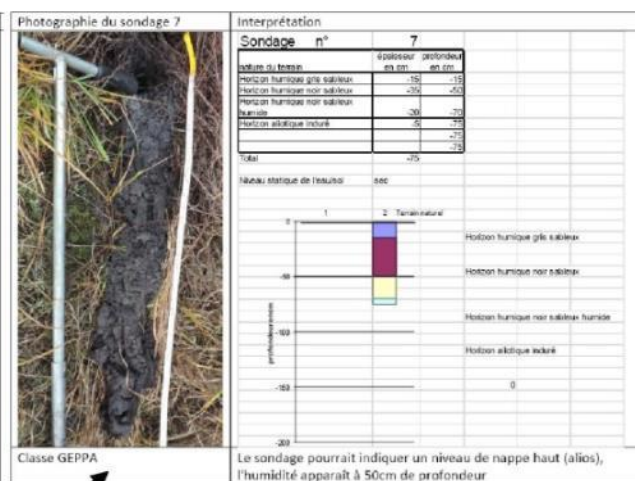 Photographie du sondage 7
Interprétation
Sondage n° 7
épaisseur profondeur
nature du terrain en cm en cm
Horizon humique gris sableux -15 -15
Horizon humique noir sableux -35 -50
Horizon humique noir sableux
humide -20 -70
Horizon aliotique induré -5 -75
-75
-75
Total -75
Niveau statique de l'eau/sol sec
1 2 Terrain naturel
0
-50
-100
-150
-200
profondeur en cm
Horizon humique gris sableux
Horizon humique noir sableux
Horizon humique noir sableux humide
Horizon aliotique induré
0
Classe GEPPA
Le sondage pourrait indiquer un niveau de nappe haut (alios),
l'humidité apparaît à 50cm de profondeur